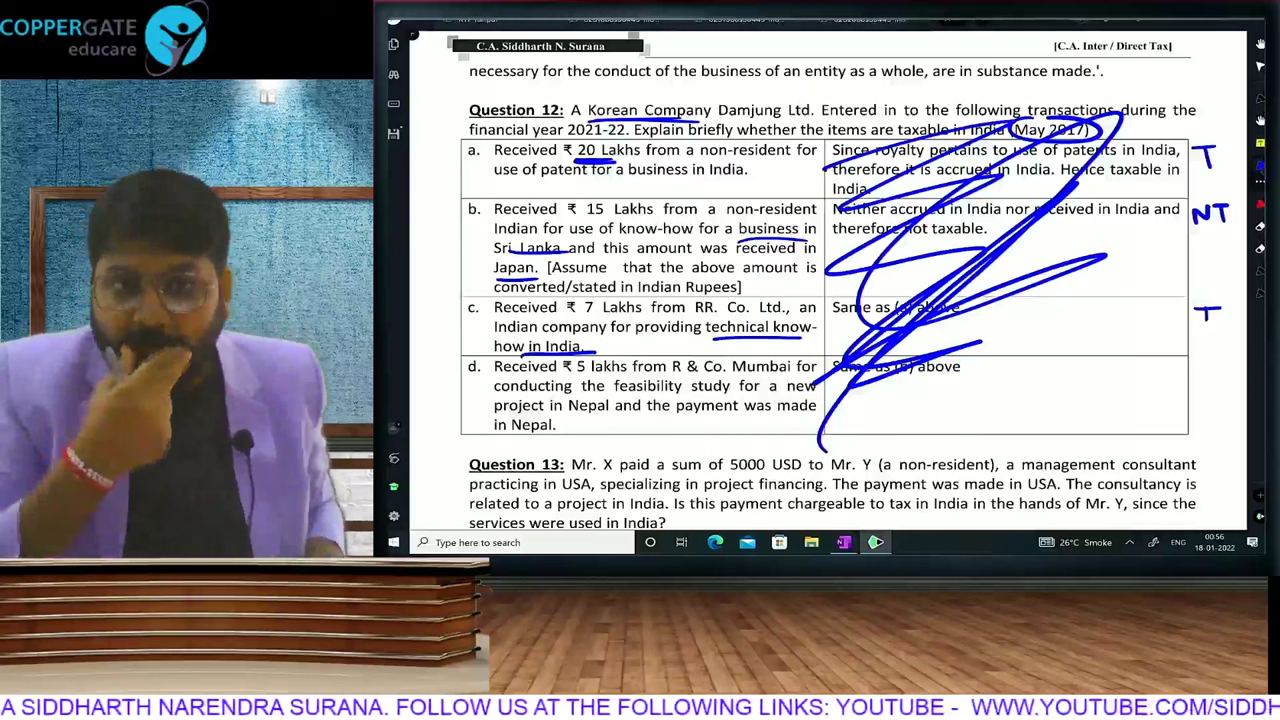 COPPERGATE
educare
C.A. Siddharth N. Surana
[C.A. Inter / Direct Tax]
necessary for the conduct of the business of an entity as a whole, are in substance made.'.
Question 12: A Korean Company Damjung Ltd. Entered in to the following transactions during the
financial year 2021-22. Explain briefly whether the items are taxable in India (May 2017)
a. Received ₹ 20 Lakhs from a non-resident for
use of patent for a business in India.
Since royalty pertains to use of patents in India,
therefore it is accrued in India. Hence taxable in
India.
T
b. Received ₹ 15 Lakhs from a non-resident
Indian for use of know-how for a business in
Sri Lanka and this amount was received in
Japan. [Assume that the above amount is
converted/stated in Indian Rupees]
Neither accrued in India nor received in India and
therefore not taxable.
NT
c. Received ₹ 7 Lakhs from RR. Co. Ltd., an
Indian company for providing technical know-
how in India.
Same as (a) above
T
d. Received ₹ 5 lakhs from R & Co. Mumbai for
conducting the feasibility study for a new
project in Nepal and the payment was made
in Nepal.
Same as above
Question 13: Mr. X paid a sum of 5000 USD to Mr. Y (a non-resident), a management consultant
practicing in USA, specializing in project financing. The payment was made in USA. The consultancy is
related to a project in India. Is this payment chargeable to tax in India in the hands of Mr. Y, since the
services were used in India?
Type here to search
26°C Smoke
ENG
00:56
18-01-2022
A SIDDHARTH NARENDRA SURANA. FOLLOW US AT THE FOLLOWING LINKS: YOUTUBE - WWW.YOUTUBE.COM/SIDDH